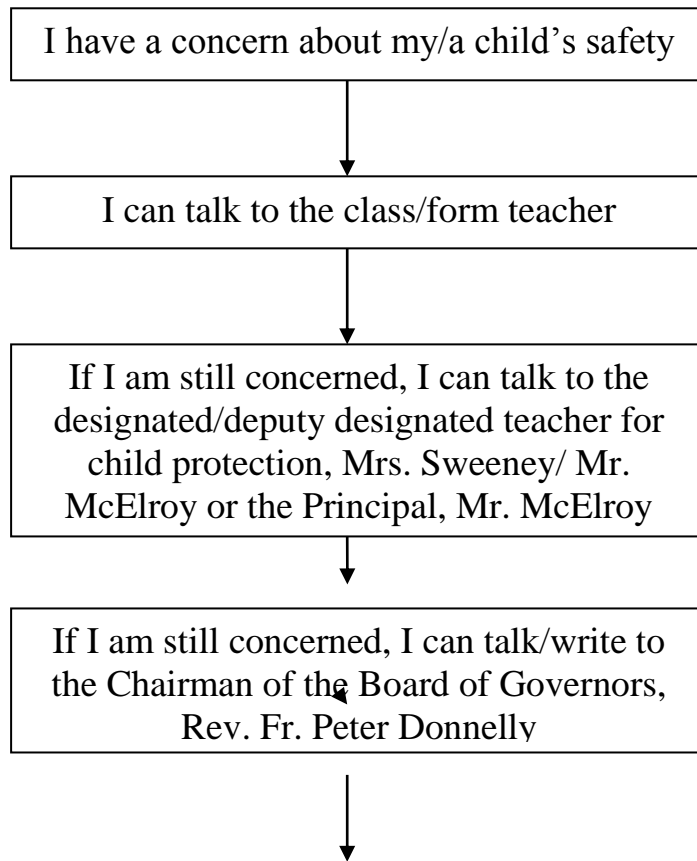 I have a concern about my/a child’s safety
I can talk to the class/form teacher
If I am still concerned, I can talk to the
designated/deputy designated teacher for
child protection, Mrs. Sweeney/ Mr.
McElroy or the Principal, Mr. McElroy
If I am still concerned, I can talk/write to
the Chairman of the Board of Governors,
Rev. Fr. Peter Donnelly